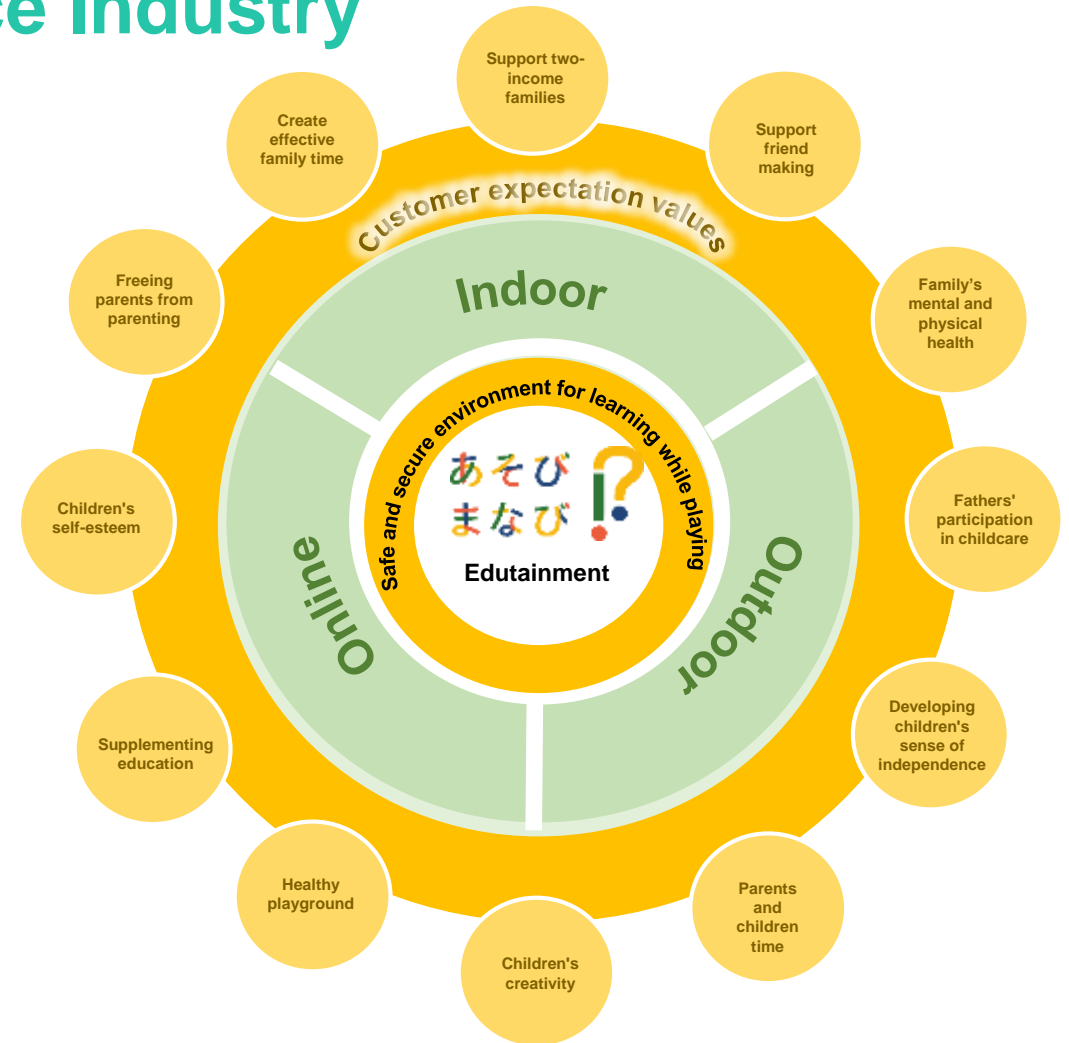 ce Industry
Support two-
income
families
Create
effective
family time
Support
friend
making
Customer expectation values
Freeing
parents from
parenting
Indoor
Family's
mental and
physical
health
Safe and secure environment for learning while playing
あそび
まなび
!?
Edutainment
Children's
self-esteem
Fathers'
participation
in childcare
Online
Outdoor
Supplementing
education
Developing
children's
sense of
independence
Healthy
playground
Parents
and
children
time
Children's
creativity